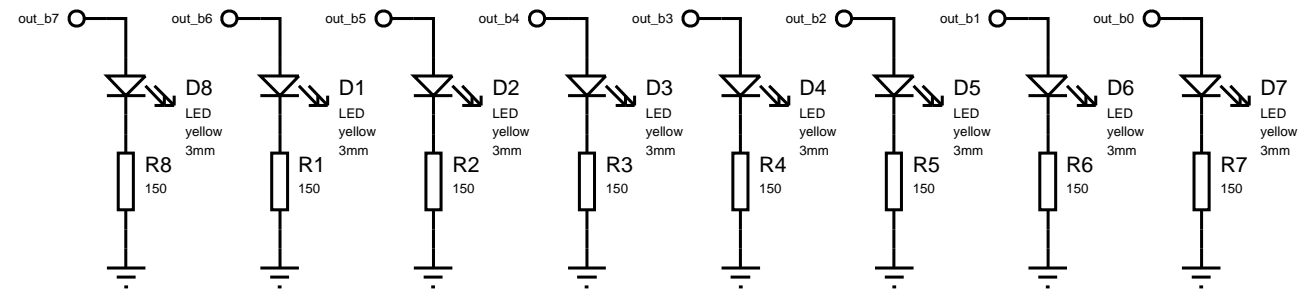 out_b7
out_b6
out_b5
out_b4
out_b3
out_b2
out_b1
out_b0
D8
LED
yellow
3mm
R8
150
D1
LED
yellow
3mm
R1
150
D2
LED
yellow
3mm
R2
150
D3
LED
yellow
3mm
R3
150
D4
LED
yellow
3mm
R4
150
D5
LED
yellow
3mm
R5
150
D6
LED
yellow
3mm
R6
150
D7
LED
yellow
3mm
R7
150